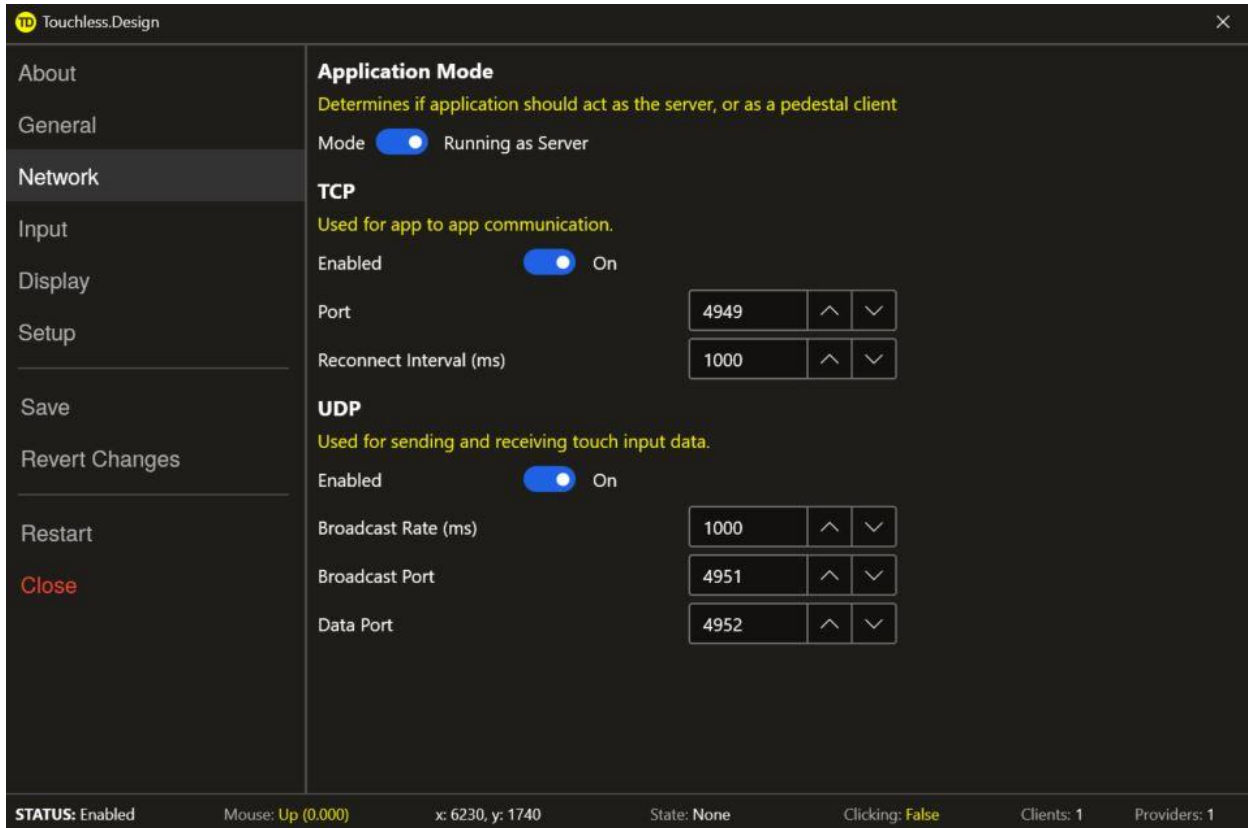 TD Touchless.Design
About
General
Network
Input
Display
Setup
Save
Revert Changes
Restart
Close
Application Mode
Determines if application should act as the server, or as a pedestal client
Mode Running as Server
TCP
Used for app to app communication.
Enabled On
Port 4949
Reconnect Interval (ms) 1000
UDP
Used for sending and receiving touch input data.
Enabled On
Broadcast Rate (ms) 1000
Broadcast Port 4951
Data Port 4952
STATUS: Enabled Mouse: Up (0.000) x: 6230, y: 1740 State: None Clicking: False Clients: 1 Providers: 1